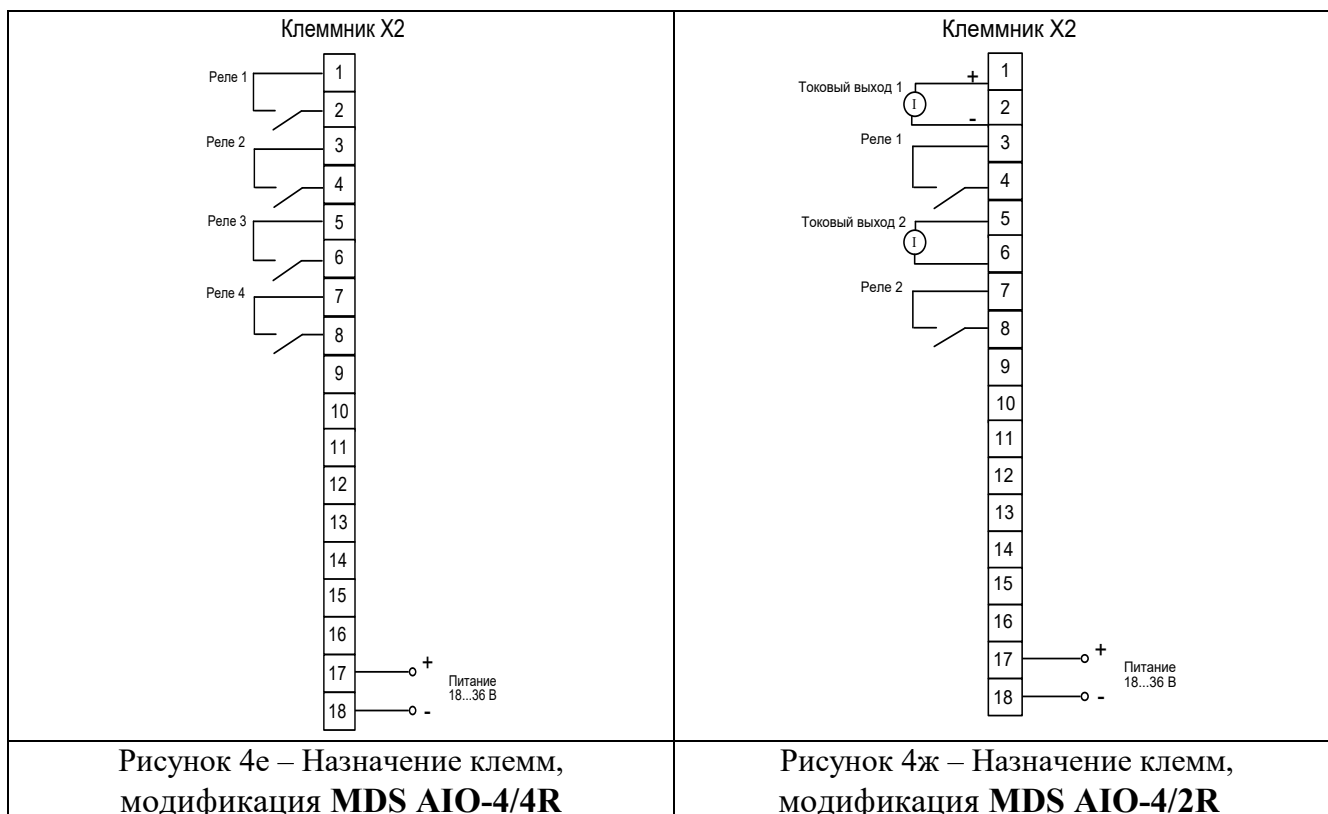 Клеммник X2
Реле 1
1
2
Реле 2
3
4
Реле 3
5
6
Реле 4
7
8
9
10
11
12
13
14
15
16
17
+
Питание
18...36 В
18
-
Рисунок 4е – Назначение клемм,
модификация MDS AIO-4/4R
Клеммник X2
Токовый выход 1
+
1
I
2
-
Реле 1
3
4
Токовый выход 2
5
I
6
Реле 2
7
8
9
10
11
12
13
14
15
16
17
+
Питание
18...36 В
18
-
Рисунок 4ж – Назначение клемм,
модификация MDS AIO-4/2R